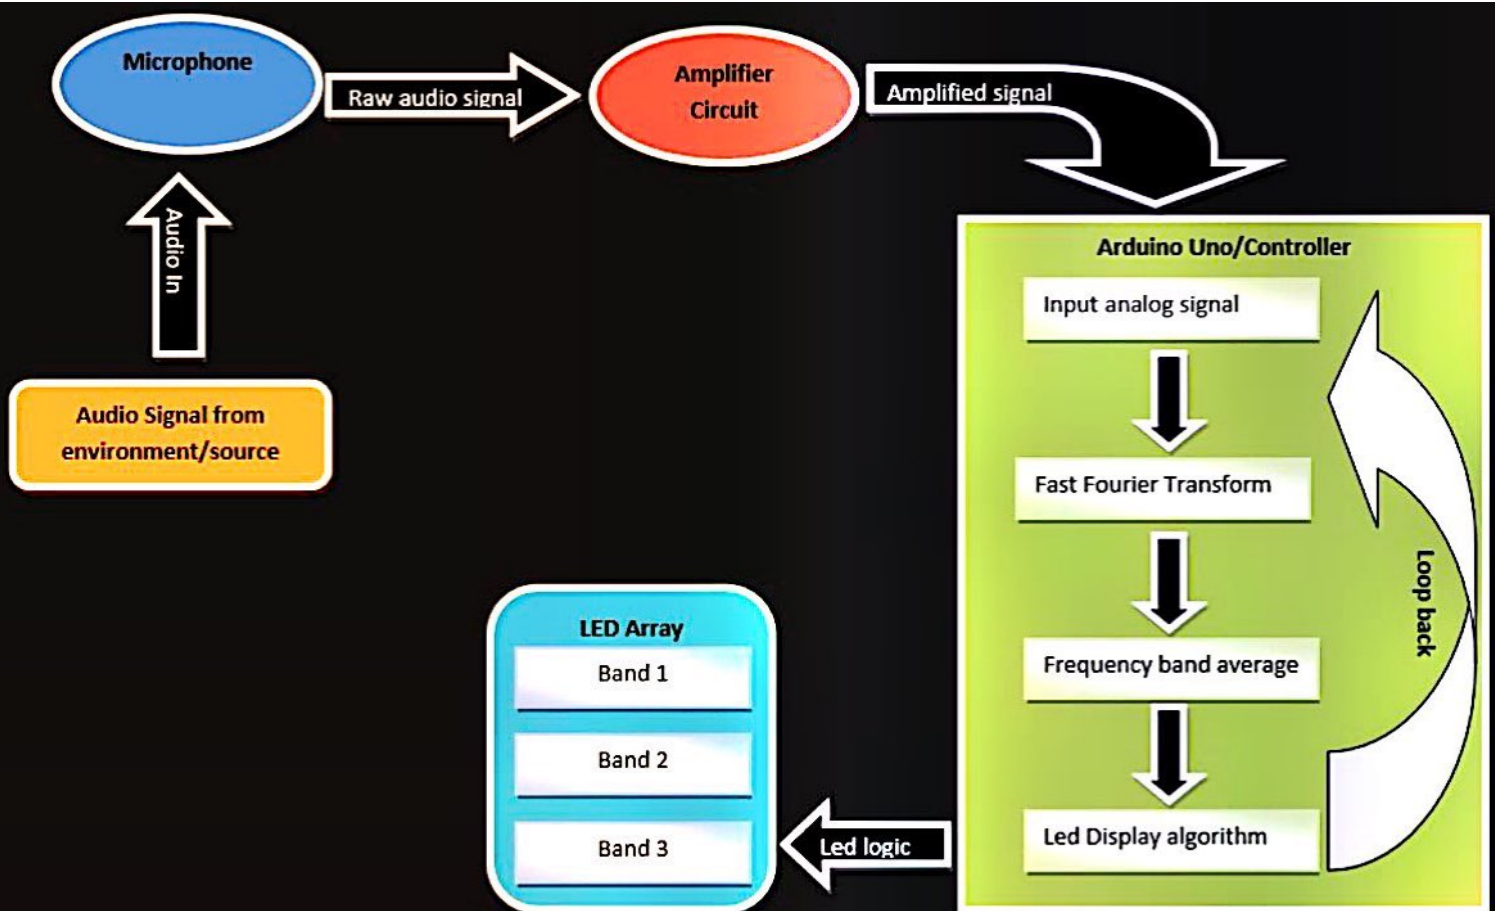 Microphone
Raw audio signal
Amplifier
Circuit
Amplified signal
Audio In
Audio Signal from
environment/source
Arduino Uno/Controller
Input analog signal
Fast Fourier Transform
Frequency band average
Led Display algorithm
Loop back
Led logic
LED Array
Band 1
Band 2
Band 3